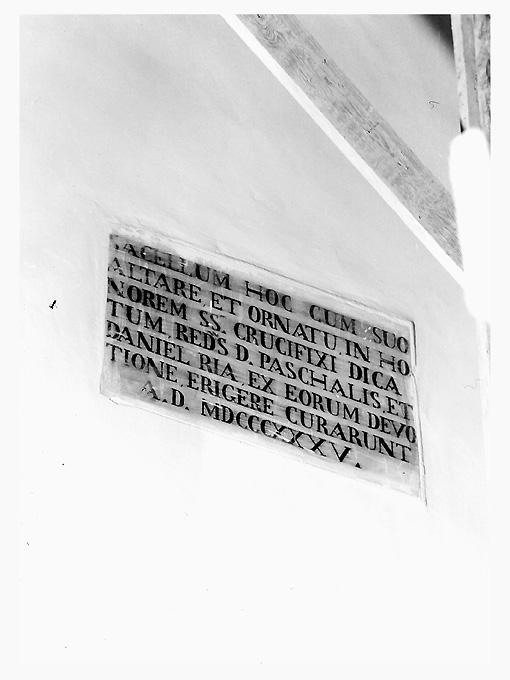 SACELLUM HOC CUM SUO
ALTARE, ET ORNATU, IN HO
NOREM SS. CRUCIFIXI DICA
TUM, REDS D. PASCHALIS, ET
DANIEL RIA, EX EORUM DEVO
TIONE, ERIGERE CURARUNT
A.D. MDCCCXXXV.